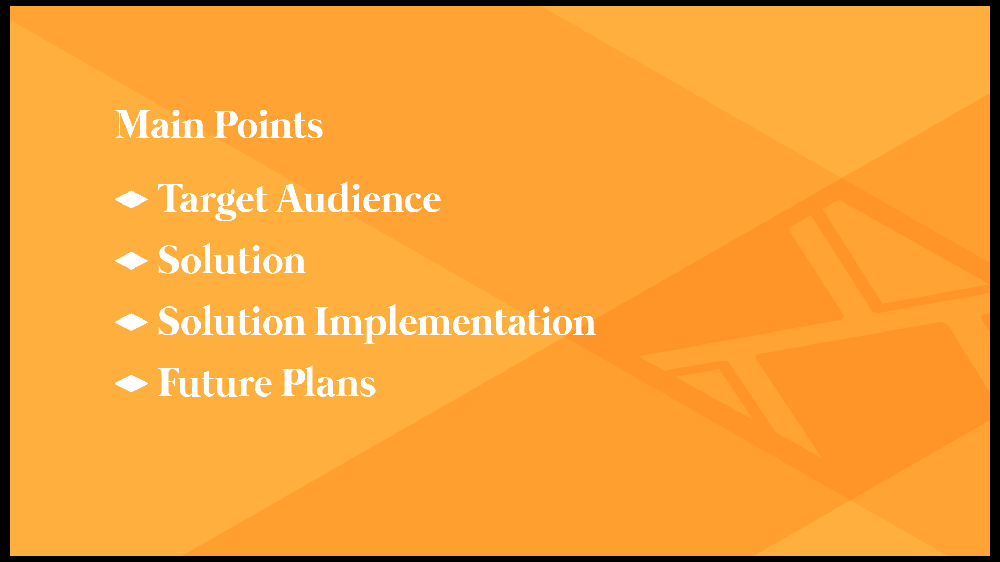 Main Points
Target Audience
Solution
Solution Implementation
Future Plans